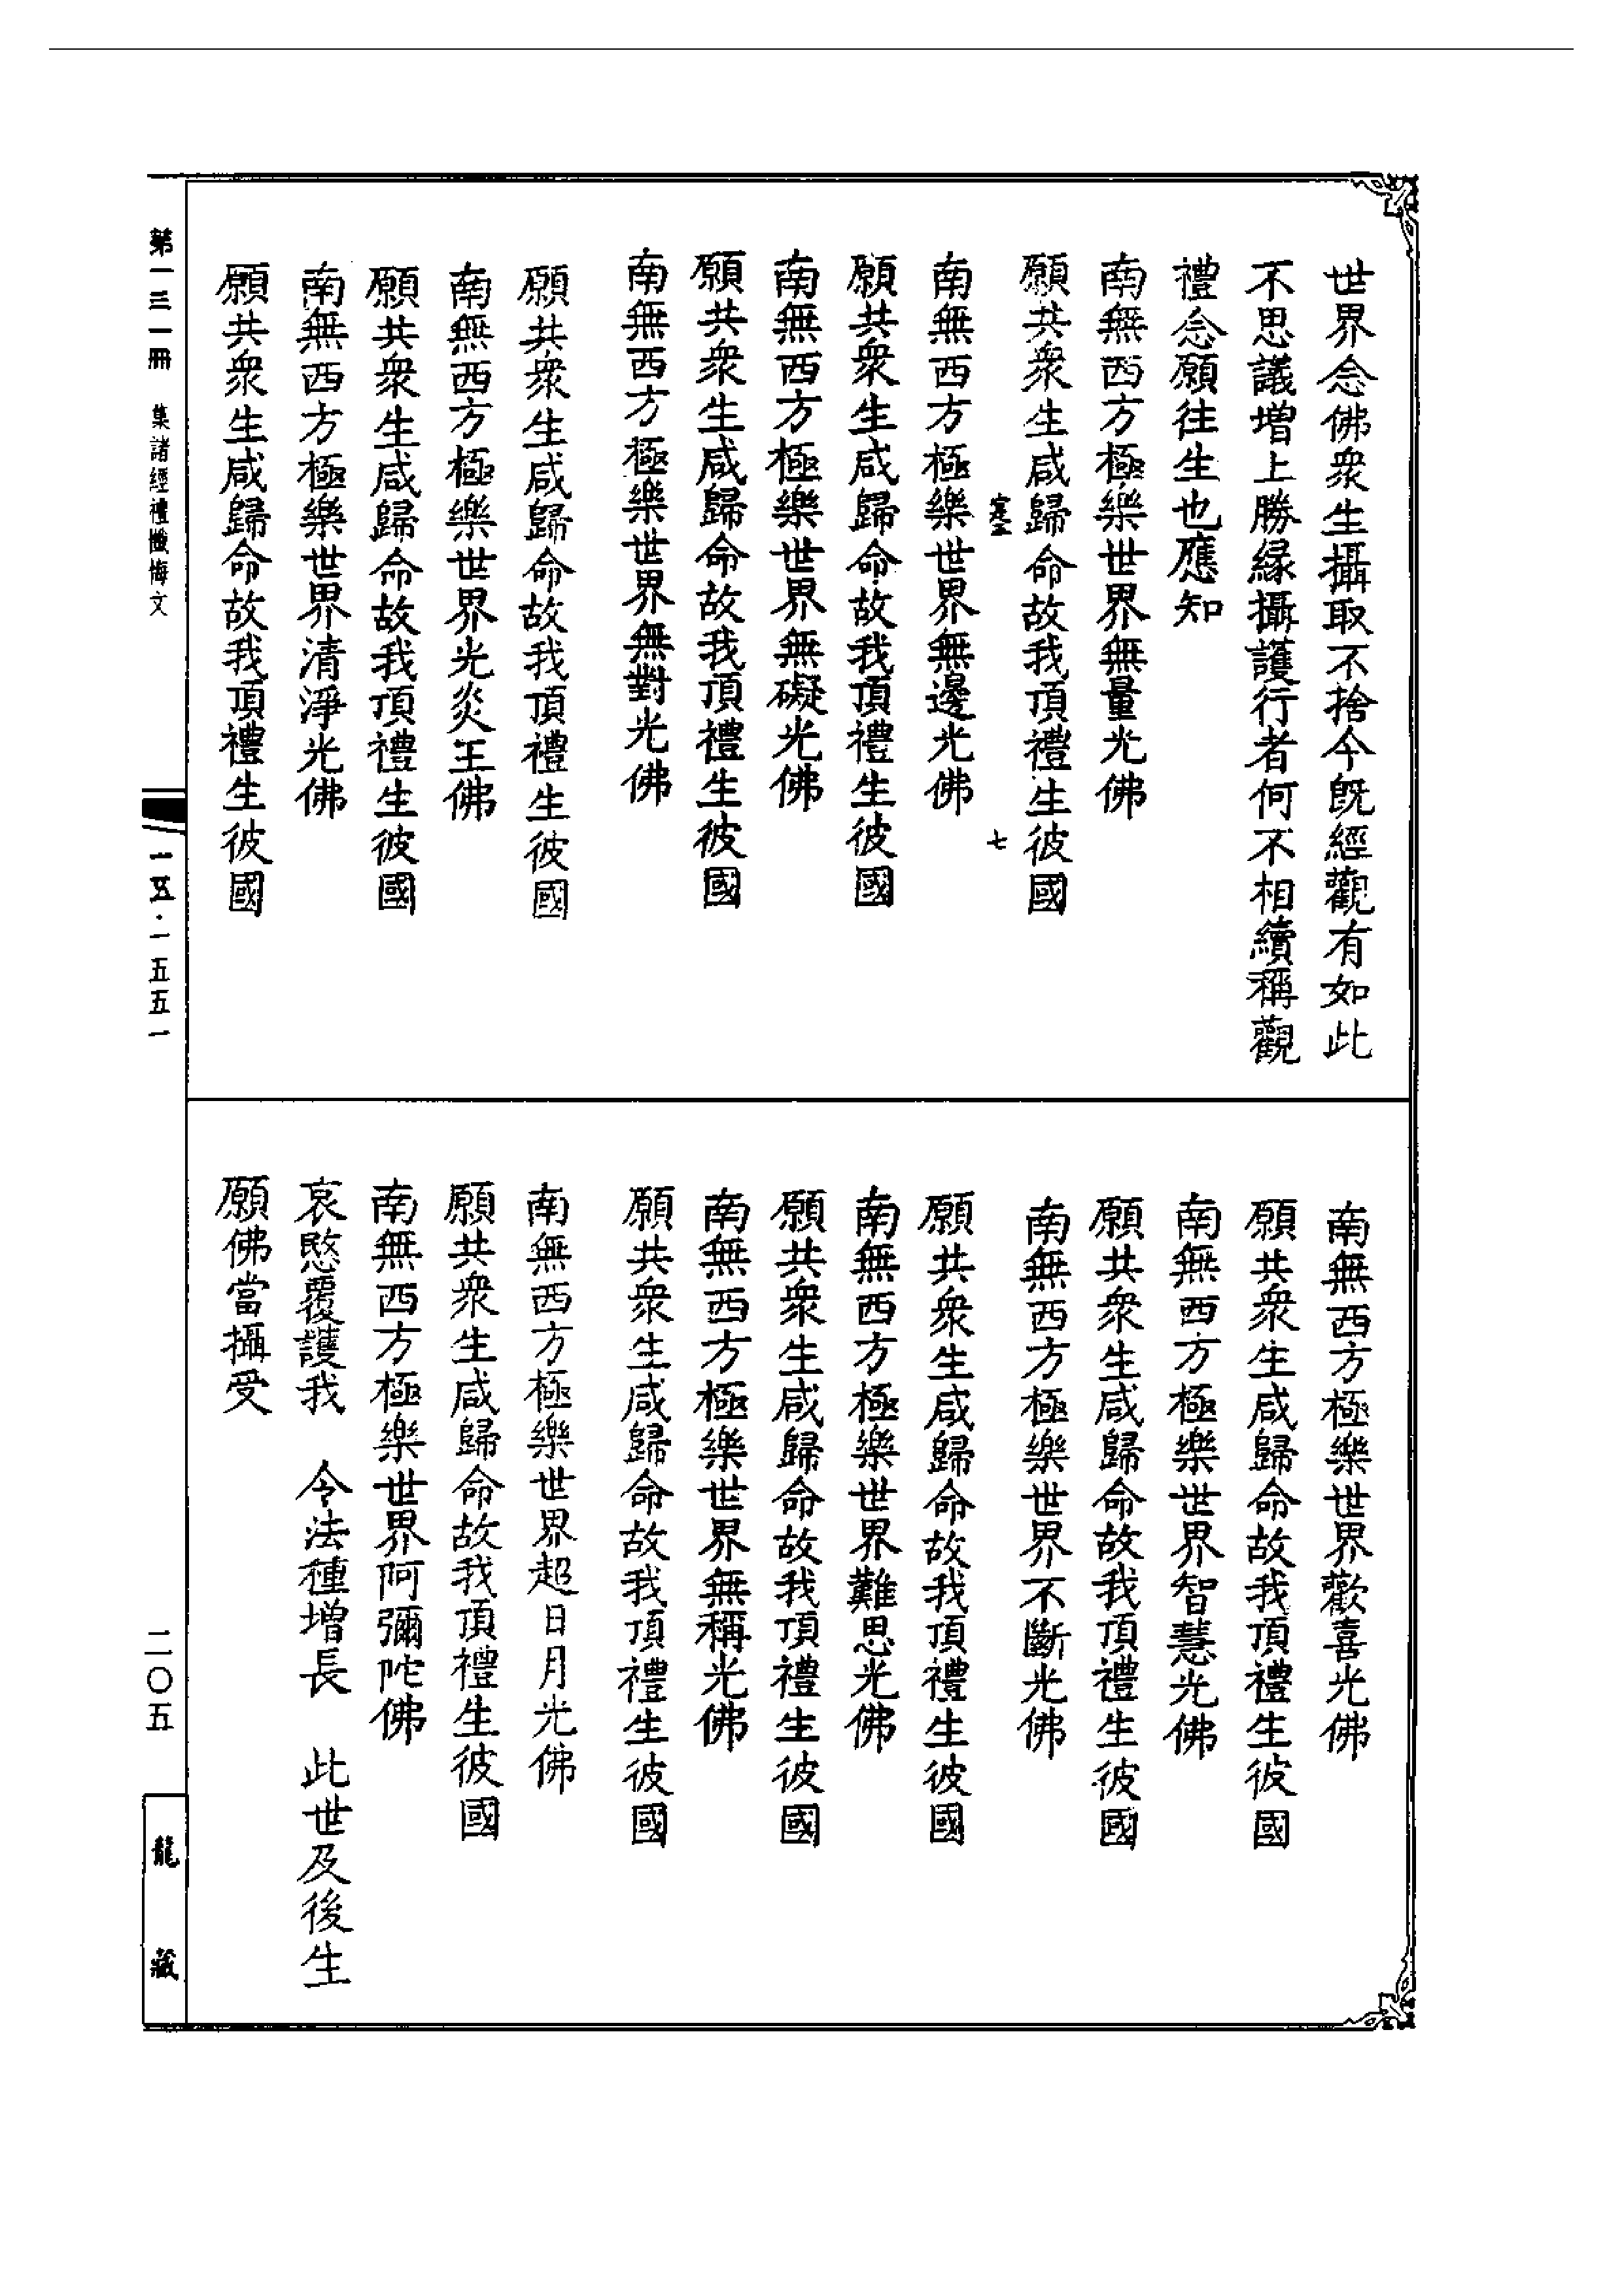 世界念佛衆生攝取不捨今旣經觀有如此
不思議增上勝緣攝護行者何不相續稱觀
禮念願往生也應知
南無西方極樂世界無量光佛
願共衆生咸歸命故我頂禮生彼國
七
南無西方極樂世界無邊光佛
願共衆生咸歸命故我頂禮生彼國
南無西方極樂世界無礙光佛
願共衆生咸歸命故我頂禮生彼國
南無西方極樂世界無對光佛
願共衆生咸歸命故我頂禮生彼國
南無西方極樂世界光炎王佛
願共衆生咸歸命故我頂禮生彼國
南無西方極樂世界清淨光佛
願共衆生咸歸命故我頂禮生彼國
南無西方極樂世界歡喜光佛
願共衆生咸歸命故我頂禮生彼國
南無西方極樂世界智慧光佛
願共衆生咸歸命故我頂禮生彼國
南無西方極樂世界不斷光佛
願共衆生咸歸命故我頂禮生彼國
南無西方極樂世界難思光佛
願共衆生咸歸命故我頂禮生彼國
南無西方極樂世界無稱光佛
願共衆生咸歸命故我頂禮生彼國
南無西方極樂世界超日月光佛
願共衆生咸歸命故我頂禮生彼國
南無西方極樂世界阿彌陀佛
哀愍覆護我　令法種增長　此世及後生
願佛當攝受
第一三一冊　集諸經禮懺悔文
一五·一五五一
二〇五
龍藏